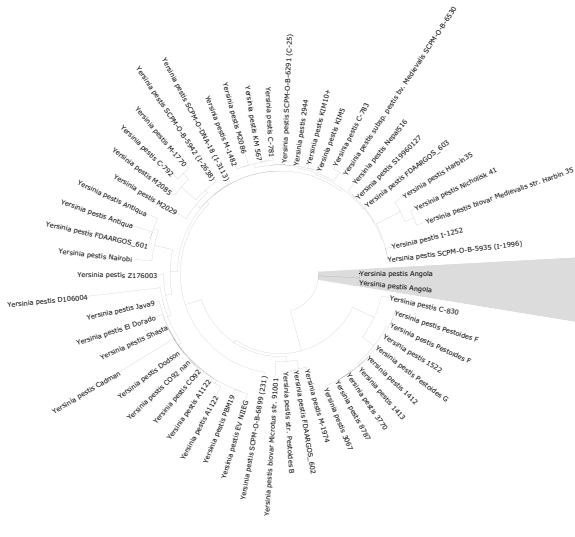 Yersinia pestis SCPM-O-B-6291 (C-25)
Yersinia pestis 2944
Yersinia pestis KIM10+
Yersinia pestis KIM5
Yersinia pestis C-783
Yersinia pestis subsp. pestis bv. Medievalis SCPM-O-B-6530
Yersinia pestis Nepal516
Yersinia pestis S19960127
Yersinia pestis FDAARGOS_603
Yersinia pestis Harbin35
Yersinia pestis Nicholisk 41
Yersinia pestis biovar Medievalis str. Harbin 35
Yersinia pestis I-1252
Yersinia pestis SCPM-O-B-5935 (I-1996)
Yersinia pestis Angola
Yersinia pestis Angola
Yersinia pestis C-830
Yersinia pestis Pestoides F
Yersinia pestis Pestoides F
Yersinia pestis 1522
Yersinia pestis Pestoides G
Yersinia pestis 1412
Yersinia pestis 1413
Yersinia pestis 3770
Yersinia pestis 8787
Yersinia pestis 3067
Yersinia pestis M-1974
Yersinia pestis FDAARGOS_602
Yersinia pestis str. Pestoides B
Yersinia pestis biovar Microtus str. 91001
Yersinia pestis SCPM-O-B-6899 (231)
Yersinia pestis EV NIIEG
Yersinia pestis PBM19
Yersinia pestis A1122
Yersinia pestis A1122
Yersinia pestis CO92
Yersinia pestis CO92 nan
Yersinia pestis Dodson
Yersinia pestis Cadman
Yersinia pestis Shasta
Yersinia pestis El Dorado
Yersinia pestis Java9
Yersinia pestis D106004
Yersinia pestis Z176003
Yersinia pestis Nairobi
Yersinia pestis FDAARGOS_601
Yersinia pestis Antiqua
Yersinia pestis Antiqua
Yersinia pestis M2029
Yersinia pestis M2085
Yersinia pestis C-792
Yersinia pestis M-1770
Yersinia pestis SCPM-O-B-5942 (I-2638)
Yersinia pestis SCPM-O-DNA-18 (I-3113)
Yersinia pestis M-1482
Yersinia pestis M2086
Yersinia pestis KM 567
Yersinia pestis C-781